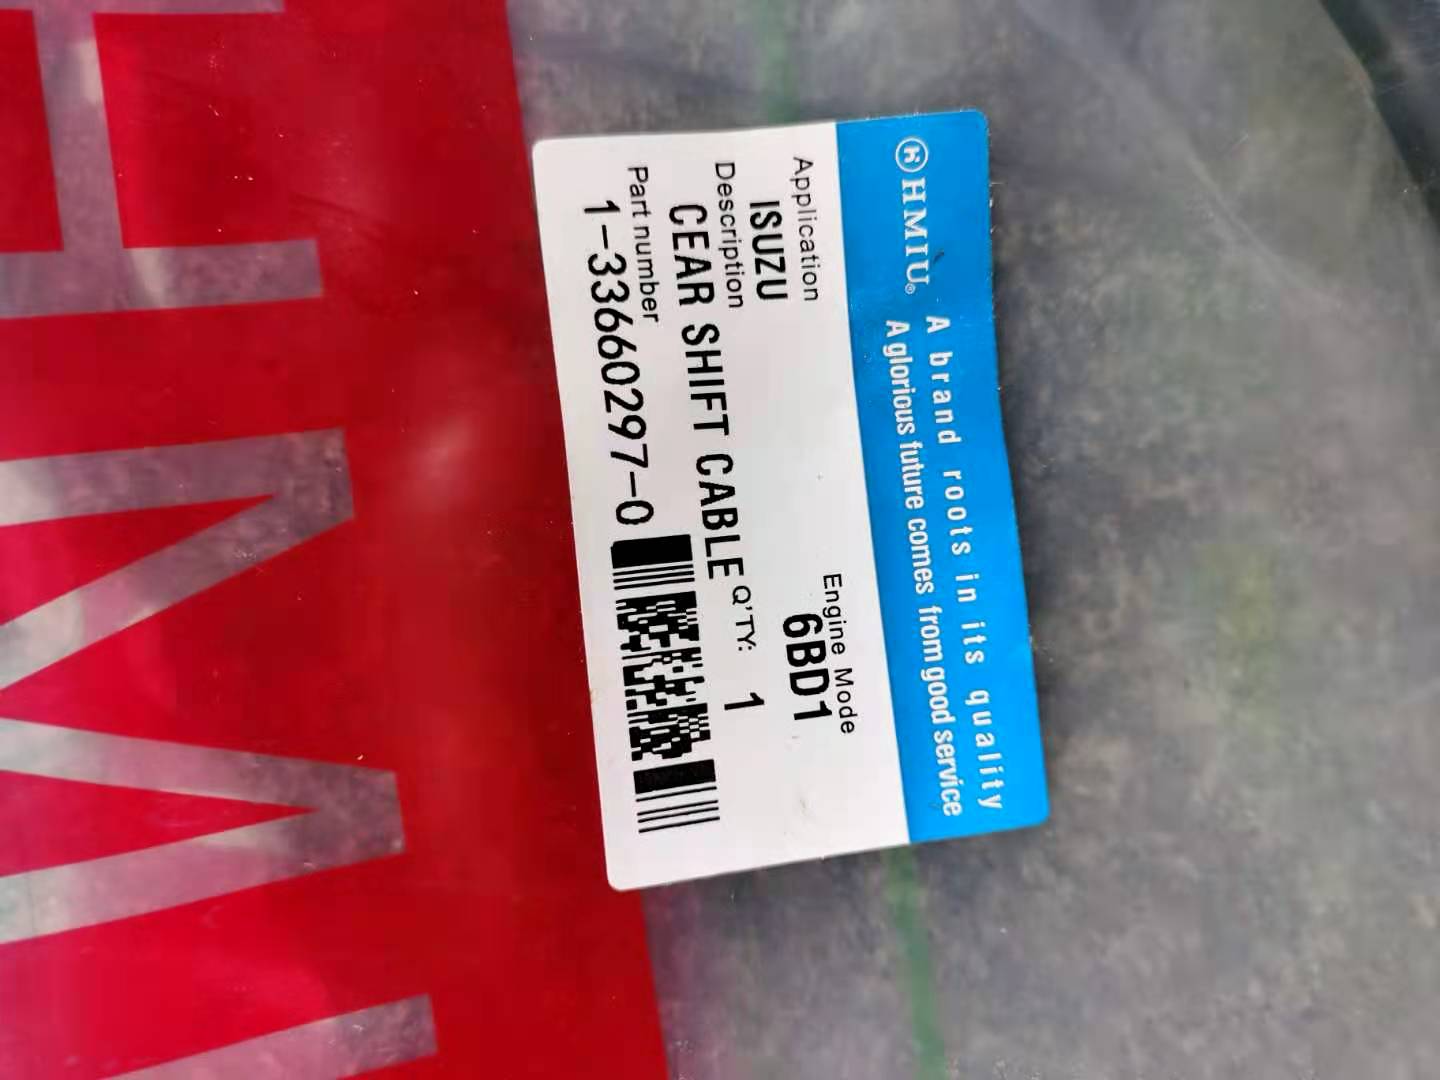 HMIU® A brand roots in its quality
A glorious future comes from good service
Application Engine Mode
ISUZU 6BD1
Description
CEAR SHIFT CABLE Q'TY: 1
Part number
1-33660297-0
HM